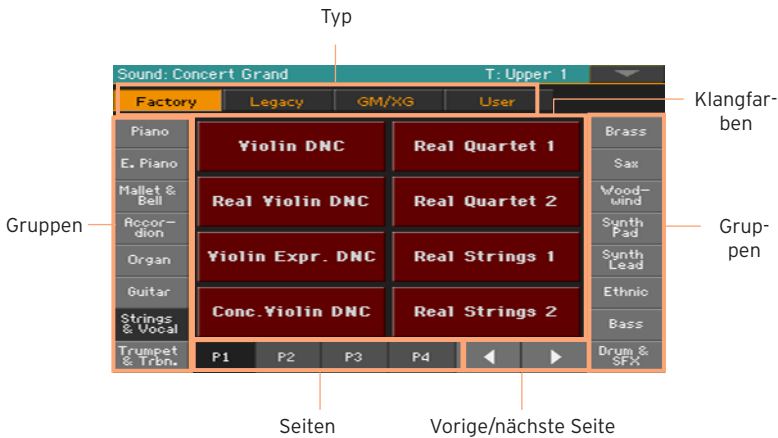 Typ
Sound: Concert Grand T: Upper 1
Factory Legacy GM/XG User
Klangfar-
ben
Gruppen
Piano
E. Piano
Mallet &
Bell
Accor-
dion
Organ
Guitar
Strings
& Vocal
Trumpet
& Trbn.
Violin DNC Real Quartet 1
Real Violin DNC Real Quartet 2
Violin Expr. DNC Real Strings 1
Conc.Violin DNC Real Strings 2
Brass
Sax
Wood-
wind
Synth
Pad
Synth
Lead
Ethnic
Bass
Drum &
SFX
Grup-
pen
P1 P2 P3 P4
Seiten
Vorige/nächste Seite